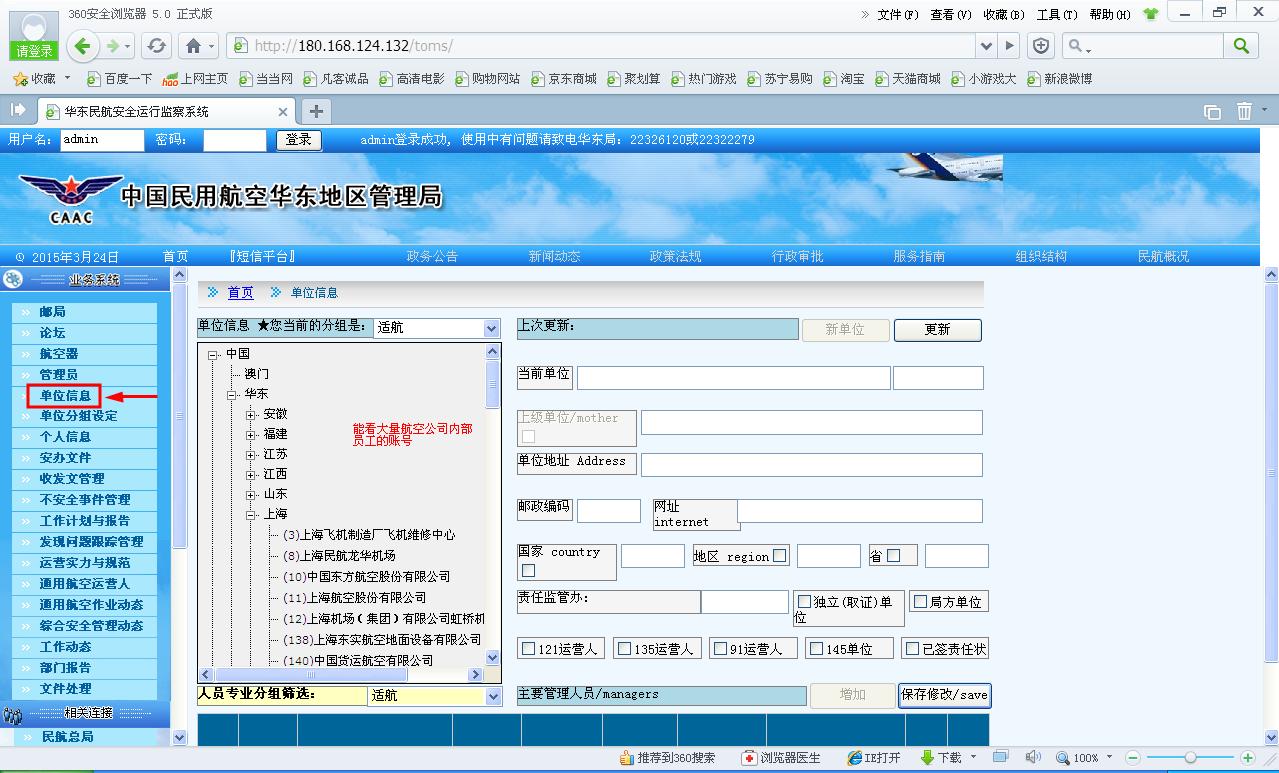 360安全浏览器 5.0 正式版
文件(F) 查看(V) 收藏(B) 工具(T) 帮助(H)
请登录
http://180.168.124.132/toms/
收藏 百度一下 上网主页 当当网 凡客诚品 高清电影 购物网站 京东商城 聚划算 热门游戏 苏宁易购 淘宝 天猫商城 小游戏大 新浪微博
华东民航安全运行监察系统
用户名: admin 密码: 登录 admin登录成功, 使用中有问题请致电华东局: 22326120或22322279
中国民用航空华东地区管理局
CAAC
2015年3月24日 首页 『短信平台』 政务公告 新闻动态 政策法规 行政审批 服务指南 组织结构 民航概况
业务系统
邮局
论坛
航空器
管理员
单位信息
单位分组设定
个人信息
安办文件
收发文管理
不安全事件管理
工作计划与报告
发现问题跟踪管理
运营实力与规范
通用航空运营人
通用航空作业动态
综合安全管理动态
工作动态
部门报告
文件处理
相关连接
民航总局
首页 单位信息
单位信息 ★您当前的分组是: 适航
中国
澳门
华东
安徽
福建
江苏
江西
山东
上海
(3)上海飞机制造厂飞机维修中心
(8)上海民航龙华机场
(10)中国东方航空股份有限公司
(11)上海航空股份有限公司
(12)上海机场(集团)有限公司虹桥机
(138)上海东实航空地面设备有限公司
(140)中国货运航空有限公司
能看大量航空公司内部
员工的账号
人员专业分组筛选: 适航
上次更新: 新单位 更新
当前单位
上级单位/mother
单位地址 Address
邮政编码 网址
internet
国家 country 地区 region 省
责任监管办: 独立(取证)单
位 局方单位
121运营人 135运营人 91运营人 145单位 已签责任状
主要管理人员/managers 增加 保存修改/save
推荐到360搜索 浏览器医生 IE打开 下载 100%